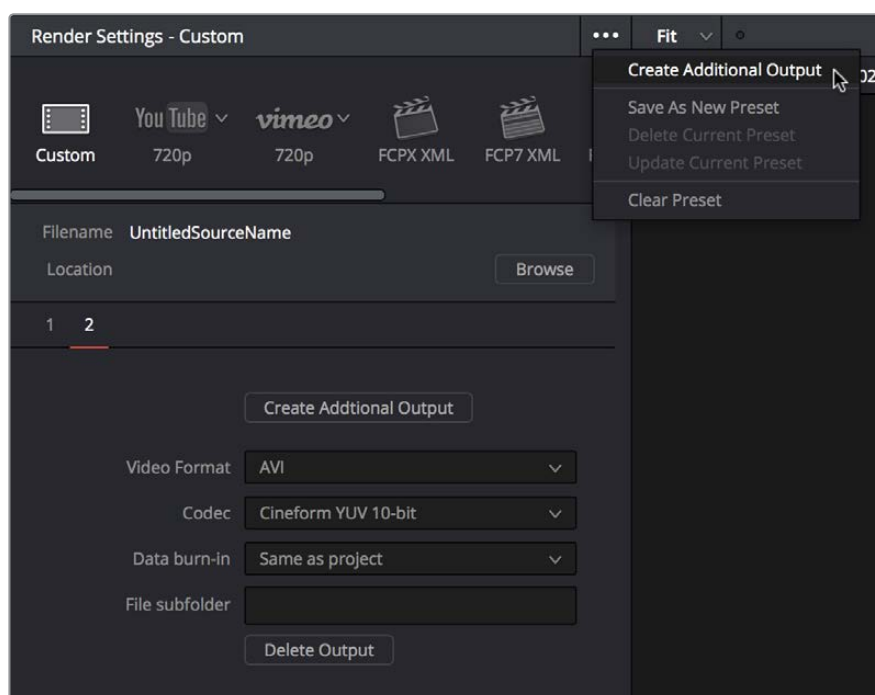 Render Settings - Custom
Fit
Create Additional Output
02
Save As New Preset
Delete Current Preset
Update Current Preset
Clear Preset
YouTube
vimeo
Custom
720p
720p
FCPX XML
FCP7 XML
Filename UntitledSourceName
Location
Browse
1 2
Create Addtional Output
Video Format AVI
Codec Cineform YUV 10-bit
Data burn-in Same as project
File subfolder
Delete Output